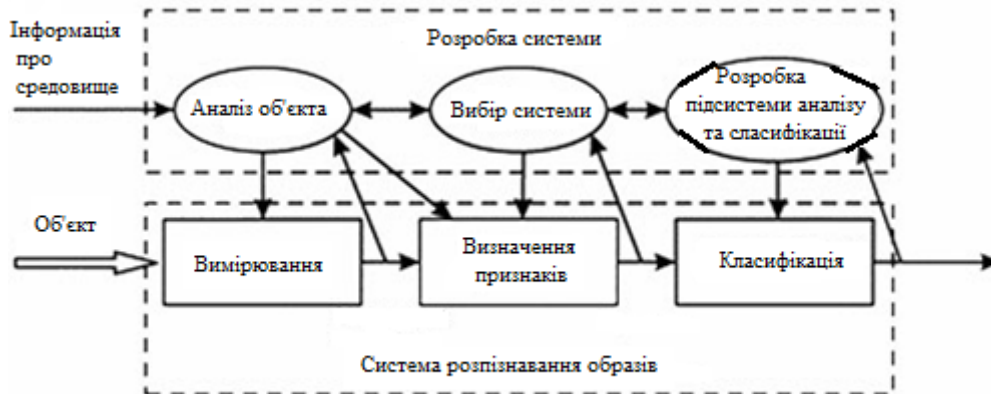 Інформація
про
средовище
Розробка системи
Аналіз об'єкта
Вибір системи
Розробка
підсистеми аналізу
та сласифікації
Об'єкт
Вимірювання
Визначення
признаків
Класифікація
Система розпізнавання образів